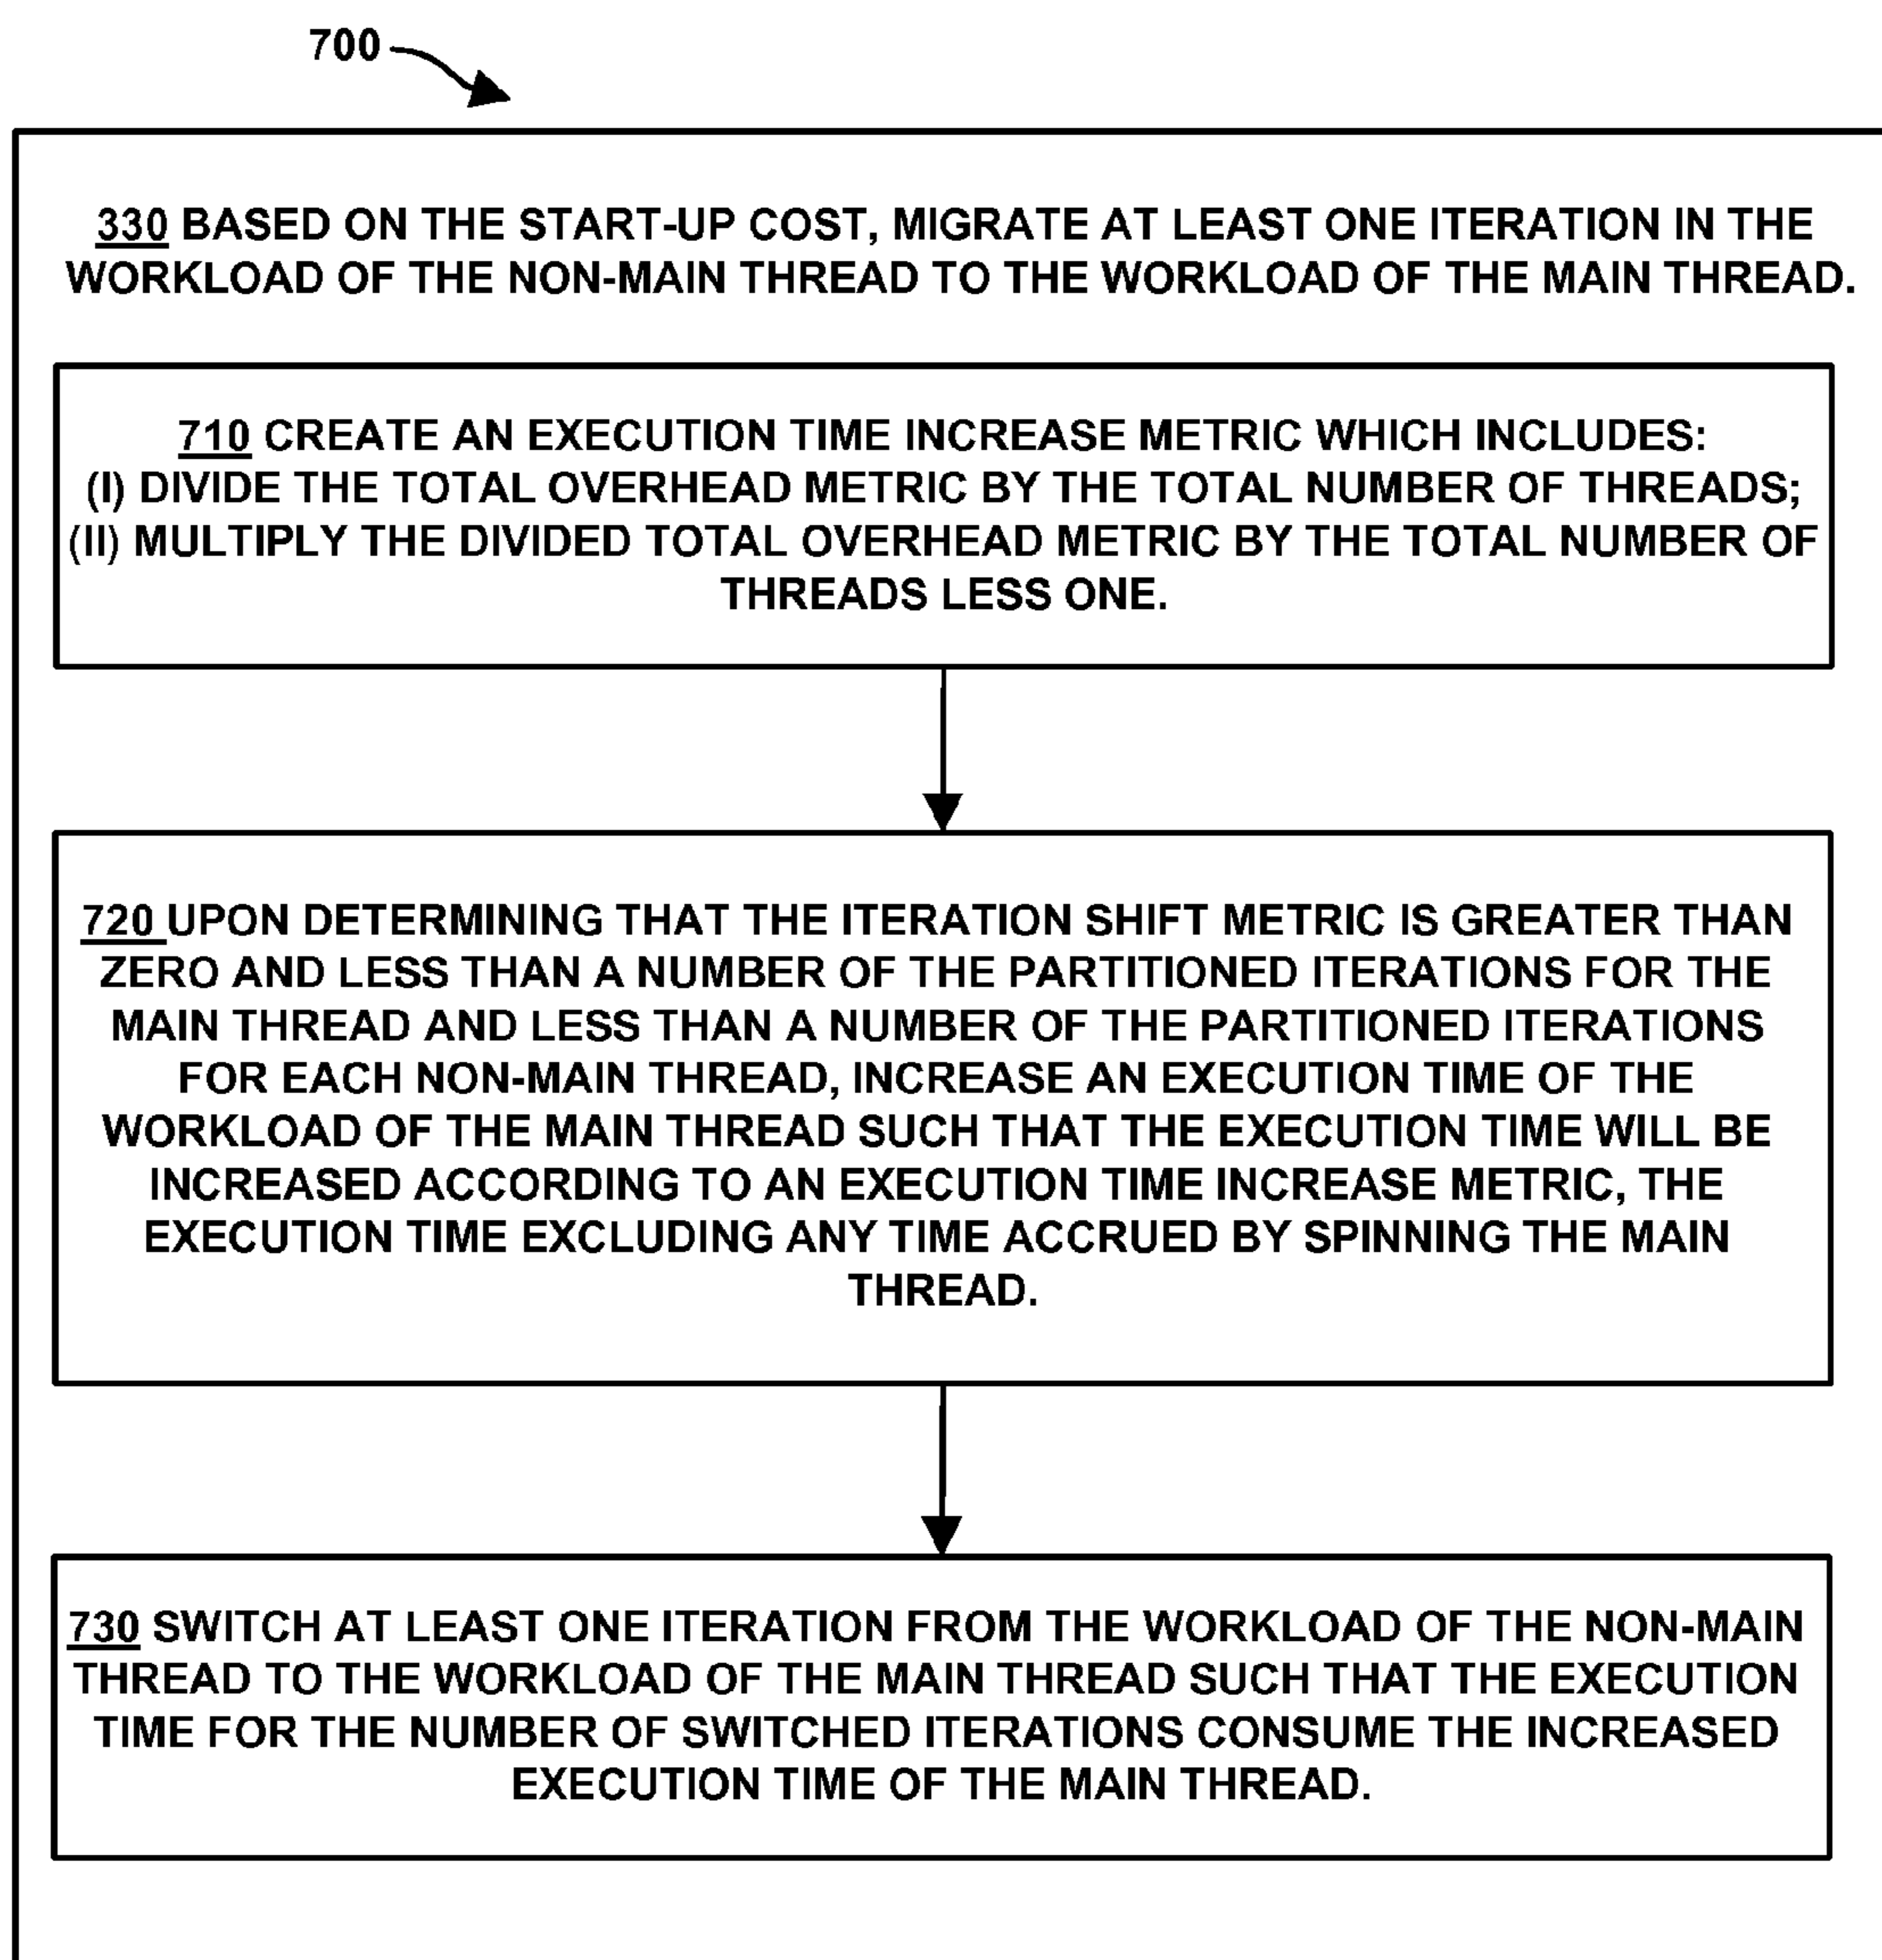 700
330 BASED ON THE START-UP COST, MIGRATE AT LEAST ONE ITERATION IN THE
WORKLOAD OF THE NON-MAIN THREAD TO THE WORKLOAD OF THE MAIN THREAD.
710 CREATE AN EXECUTION TIME INCREASE METRIC WHICH INCLUDES:
(I) DIVIDE THE TOTAL OVERHEAD METRIC BY THE TOTAL NUMBER OF THREADS;
(II) MULTIPLY THE DIVIDED TOTAL OVERHEAD METRIC BY THE TOTAL NUMBER OF
THREADS LESS ONE.
720 UPON DETERMINING THAT THE ITERATION SHIFT METRIC IS GREATER THAN
ZERO AND LESS THAN A NUMBER OF THE PARTITIONED ITERATIONS FOR THE
MAIN THREAD AND LESS THAN A NUMBER OF THE PARTITIONED ITERATIONS
FOR EACH NON-MAIN THREAD, INCREASE AN EXECUTION TIME OF THE
WORKLOAD OF THE MAIN THREAD SUCH THAT THE EXECUTION TIME WILL BE
INCREASED ACCORDING TO AN EXECUTION TIME INCREASE METRIC, THE
EXECUTION TIME EXCLUDING ANY TIME ACCRUED BY SPINNING THE MAIN
THREAD.
730 SWITCH AT LEAST ONE ITERATION FROM THE WORKLOAD OF THE NON-MAIN
THREAD TO THE WORKLOAD OF THE MAIN THREAD SUCH THAT THE EXECUTION
TIME FOR THE NUMBER OF SWITCHED ITERATIONS CONSUME THE INCREASED
EXECUTION TIME OF THE MAIN THREAD.